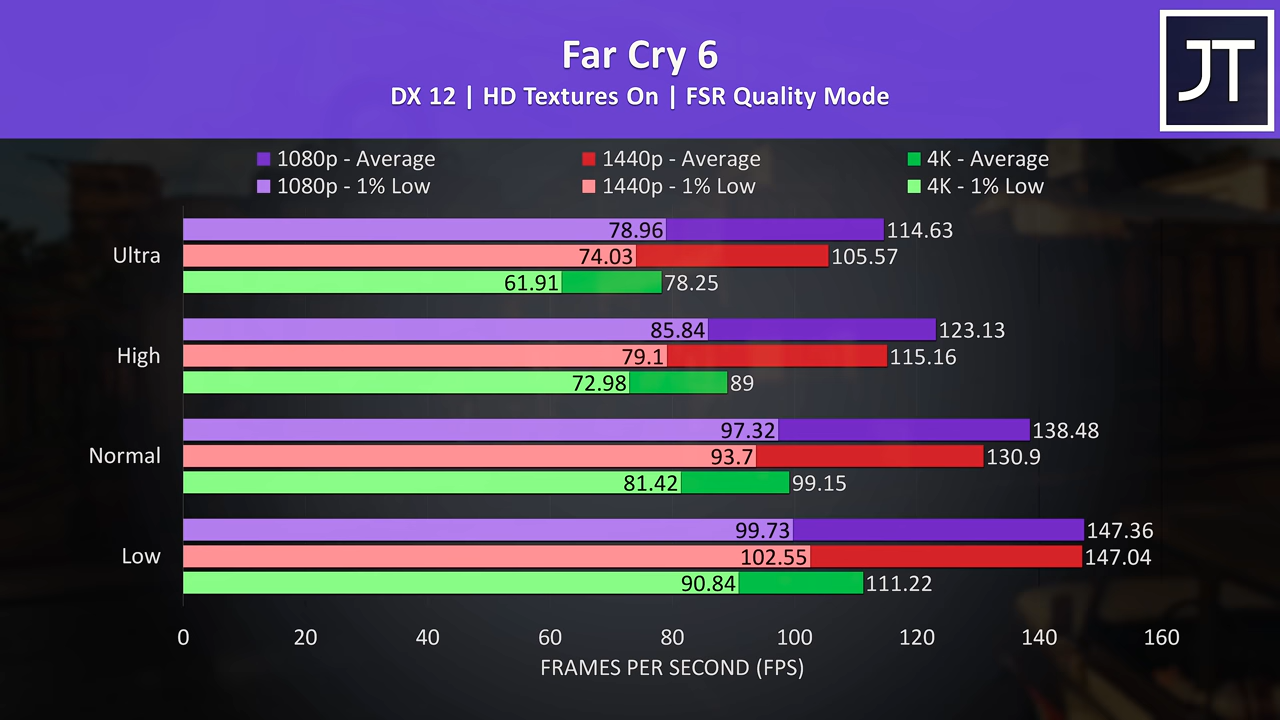 Far Cry 6
DX 12 | HD Textures On | FSR Quality Mode
JT
1080p - Average
1440p - Average
4K - Average
1080p - 1% Low
1440p - 1% Low
4K - 1% Low
Ultra
78.96 114.63
74.03 105.57
61.91 78.25
High
85.84 123.13
79.1 115.16
72.98 89
Normal
97.32 138.48
93.7 130.9
81.42 99.15
Low
99.73 147.36
102.55 147.04
90.84 111.22
0 20 40 60 80 100 120 140 160
FRAMES PER SECOND (FPS)